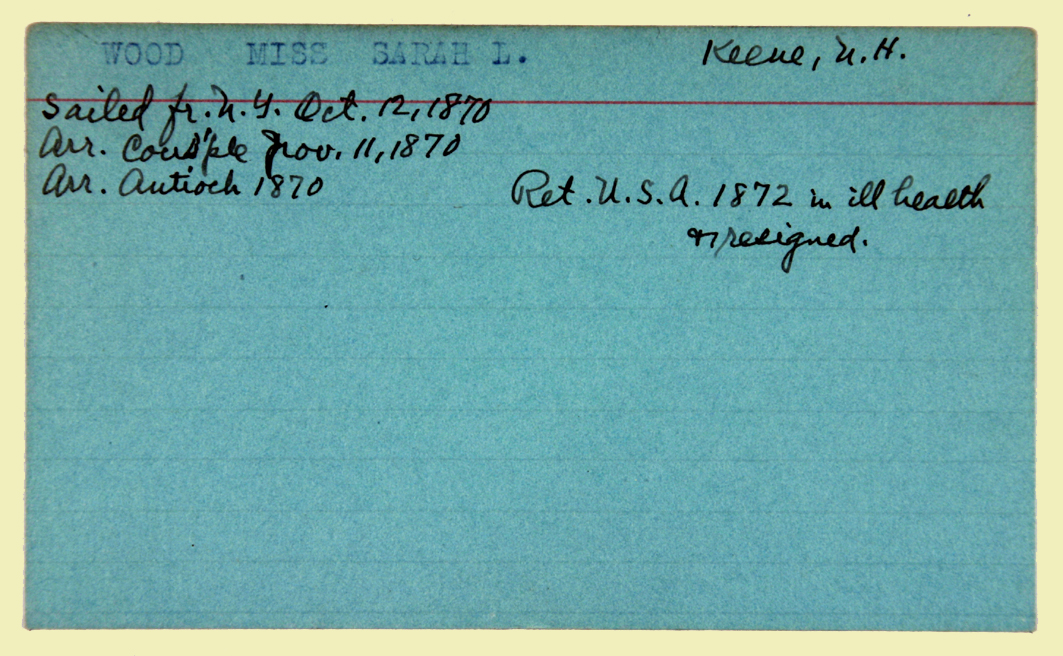 WOOD MISS SARAH L. Keene, N.H.
Sailed fr. N.Y. Oct. 12, 1870
Arr. Cons'ple Nov. 11, 1870
Arr. Antioch 1870
Ret. U.S.A. 1872 in ill health
& resigned.